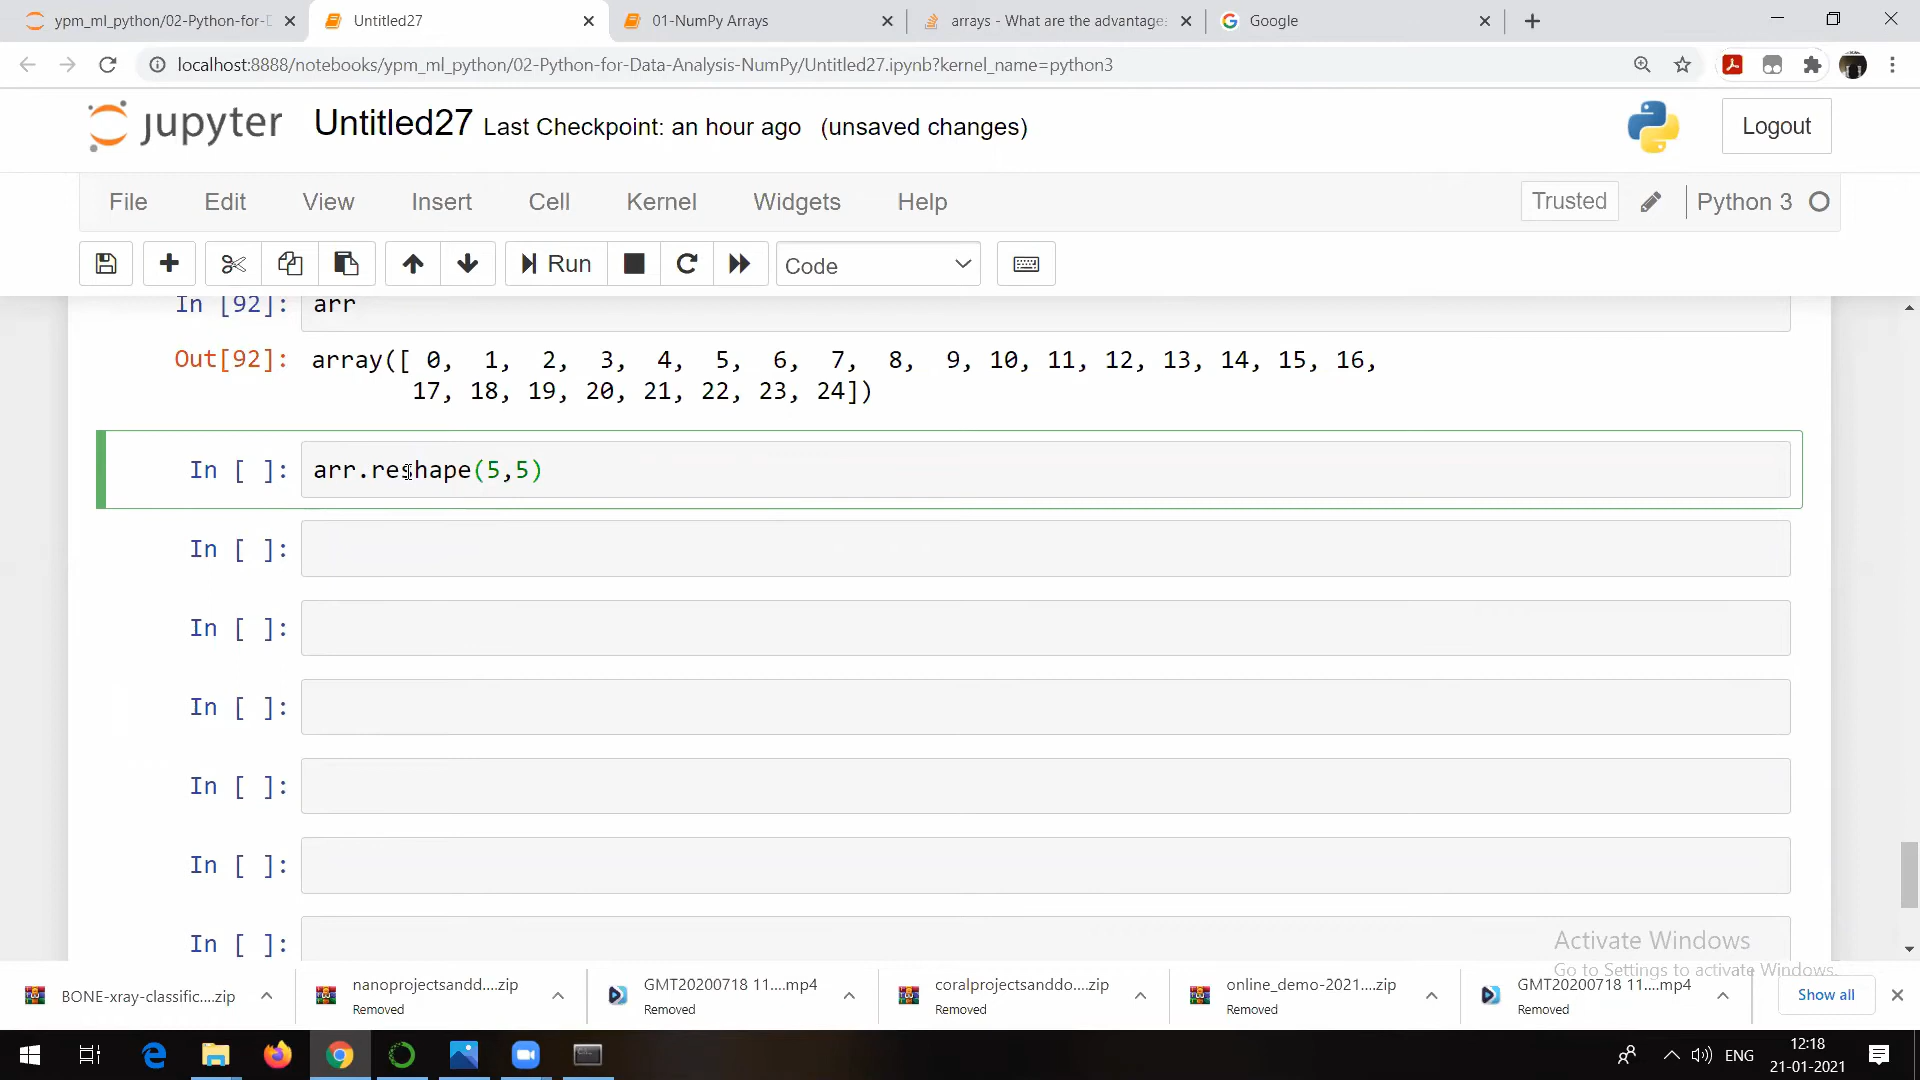 ypm_ml_python/02-Python-for-D
Untitled27
01-NumPy Arrays
arrays - What are the advantage
Google
localhost:8888/notebooks/ypm_ml_python/02-Python-for-Data-Analysis-NumPy/Untitled27.ipynb?kernel_name=python3
jupyter Untitled27 Last Checkpoint: an hour ago (unsaved changes)
Logout
File Edit View Insert Cell Kernel Widgets Help
Trusted Python 3
Run Code
In [92]: arr
Out[92]: array([ 0, 1, 2, 3, 4, 5, 6, 7, 8, 9, 10, 11, 12, 13, 14, 15, 16,
17, 18, 19, 20, 21, 22, 23, 24])
In [ ]: arr.reshape(5,5)
In [ ]:
In [ ]:
In [ ]:
In [ ]:
In [ ]:
In [ ]:
Activate Windows
Go to Settings to activate Windows.
BONE-xray-classific....zip
nanoprojectsandd....zip
Removed
GMT20200718 11....mp4
Removed
coralprojectsanddo....zip
Removed
online_demo-2021....zip
Removed
GMT20200718 11....mp4
Removed
Show all
ENG
12:18
21-01-2021